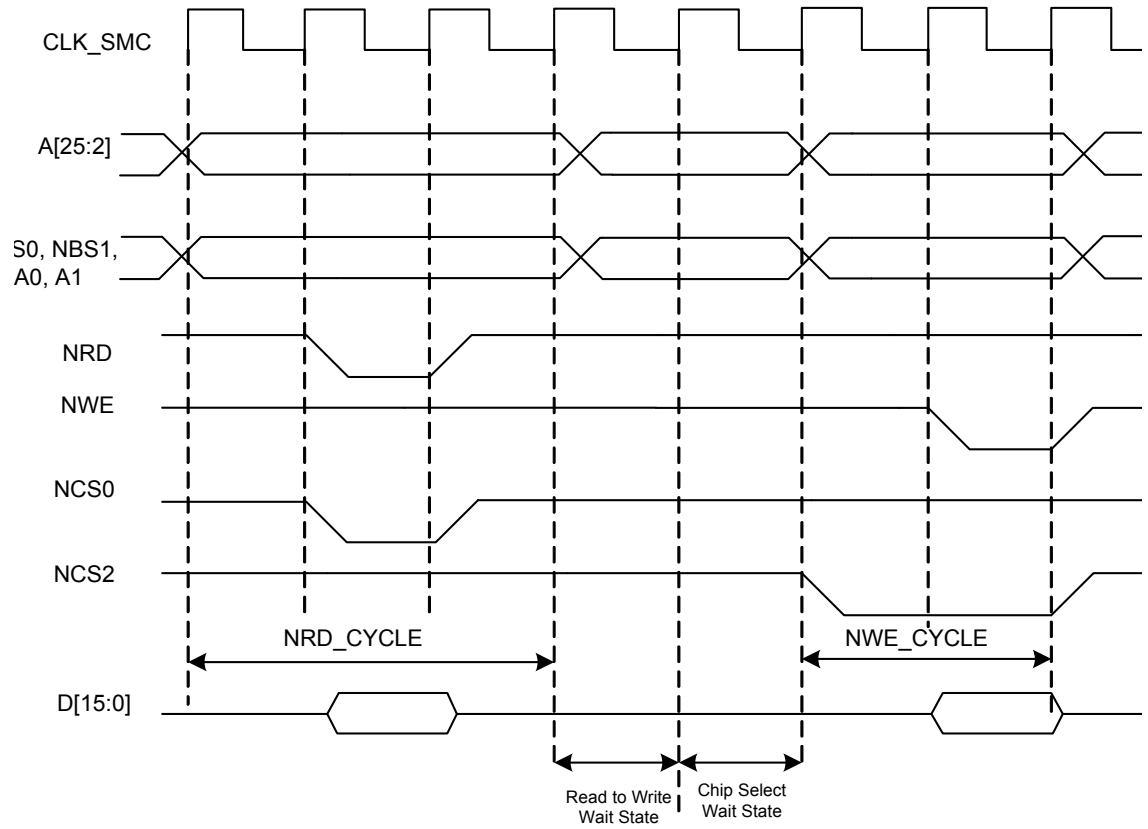 CLK_SMC
A[25:2]
S0, NBS1,
A0, A1
NRD
NWE
NCS0
NCS2
NRD_CYCLE
NWE_CYCLE
D[15:0]
Read to Write
Wait State
Chip Select
Wait State